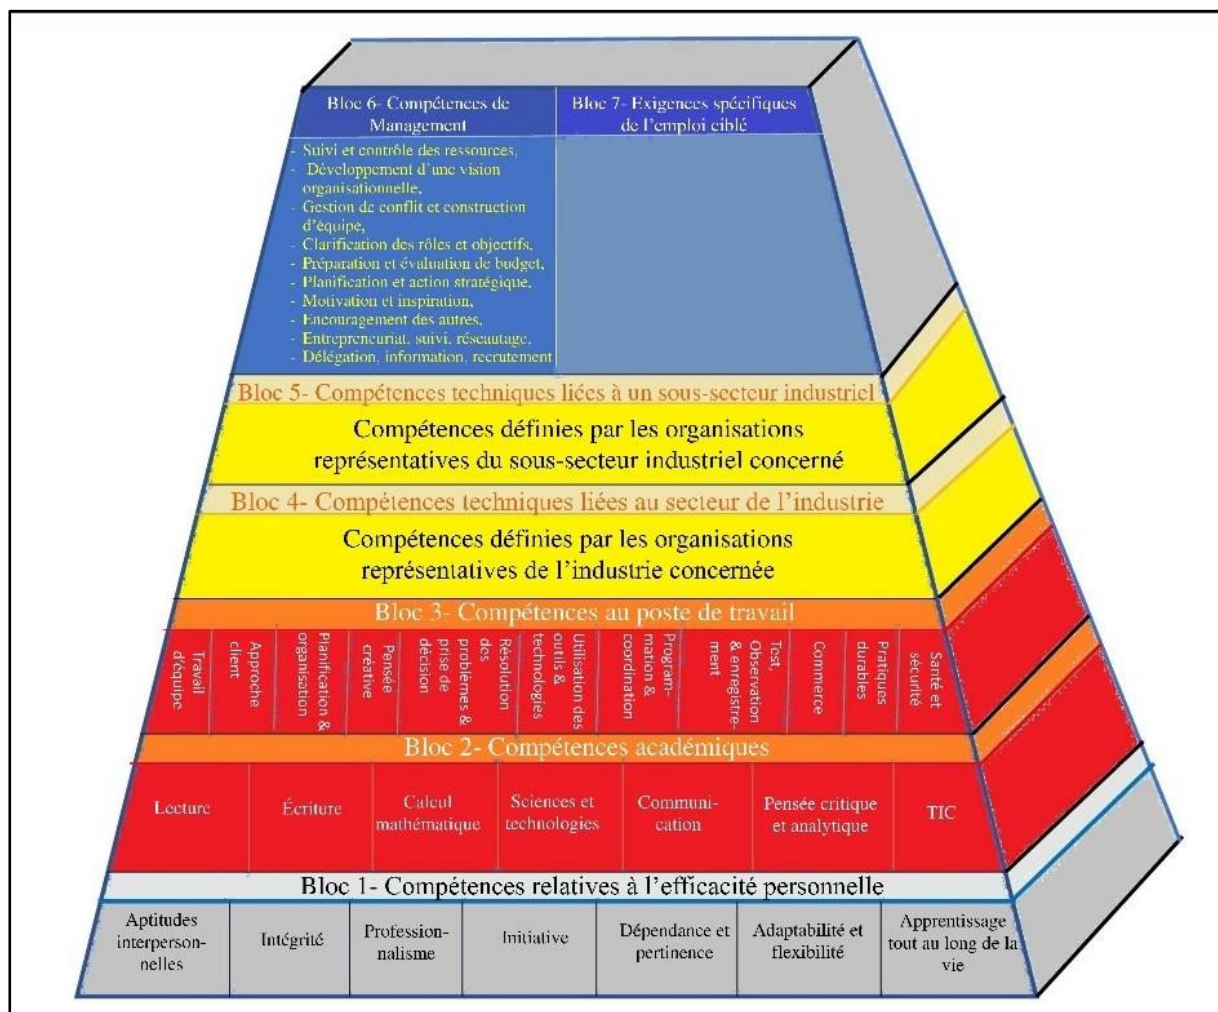 Bloc 6- Compétences de
Management
Bloc 7- Exigences spécifiques
de l'emploi ciblé
- Suivi et contrôle des ressources,
- Développement d'une vision
organisationnelle,
- Gestion de conflit et construction
d'équipe,
- Clarification des rôles et objectifs,
- Préparation et évaluation de budget,
- Planification et action stratégique,
- Motivation et inspiration,
- Encouragement des autres,
- Entrepreneuriat, suivi, réseautage,
- Délégation, information, recrutement
Bloc 5- Compétences techniques liées à un sous-secteur industriel
Compétences définies par les organisations
représentatives du sous-secteur industriel concerné
Bloc 4- Compétences techniques liées au secteur de l'industrie
Compétences définies par les organisations
représentatives de l'industrie concernée
Bloc 3- Compétences au poste de travail
Travail
d'équipe
Approche
client
Planification &
organisation
Pensée
créative
Résolution
des
problèmes &
prise de
décision
Utilisation des
outils &
technologies
Program-
mation &
coordination
Test,
Observation
& enregistre-
ment
Commerce
Pratiques
durables
Santé et
sécurité
Bloc 2- Compétences académiques
Lecture
Écriture
Calcul
mathématique
Sciences et
technologies
Communi-
cation
Pensée critique
et analytique
TIC
Bloc 1- Compétences relatives à l'efficacité personnelle
Aptitudes
interperson-
nelles
Intégrité
Profession-
nalisme
Initiative
Dépendance et
pertinence
Adaptabilité et
flexibilité
Apprentissage
tout au long de la
vie